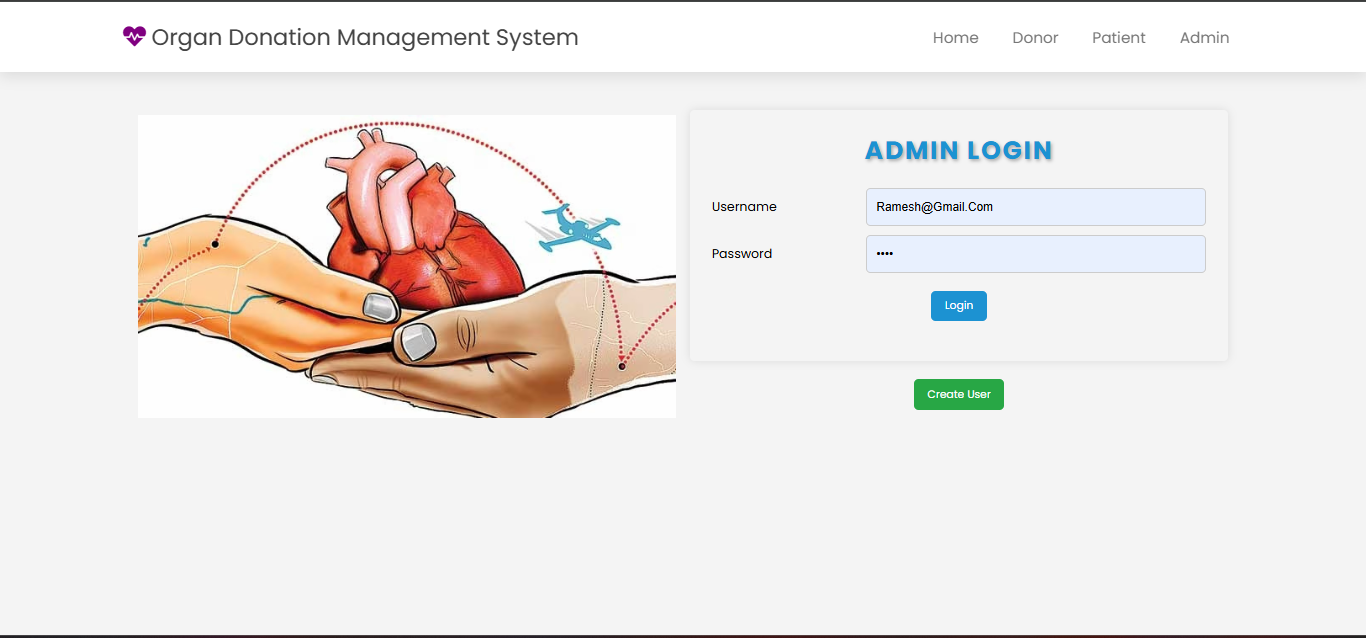 Organ Donation Management System
Home Donor Patient Admin
ADMIN LOGIN
Username Ramesh@Gmail.Com
Password ••••
Login
Create User